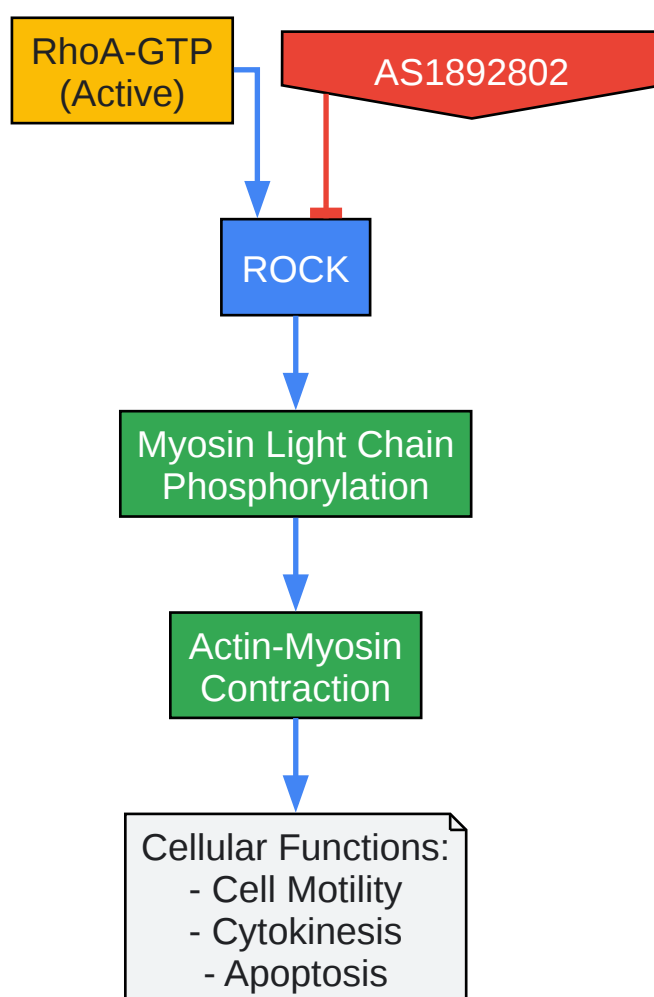 RhoA-GTP
(Active)
AS1892802
ROCK
Myosin Light Chain
Phosphorylation
Actin-Myosin
Contraction
Cellular Functions:
- Cell Motility
- Cytokinesis
- Apoptosis